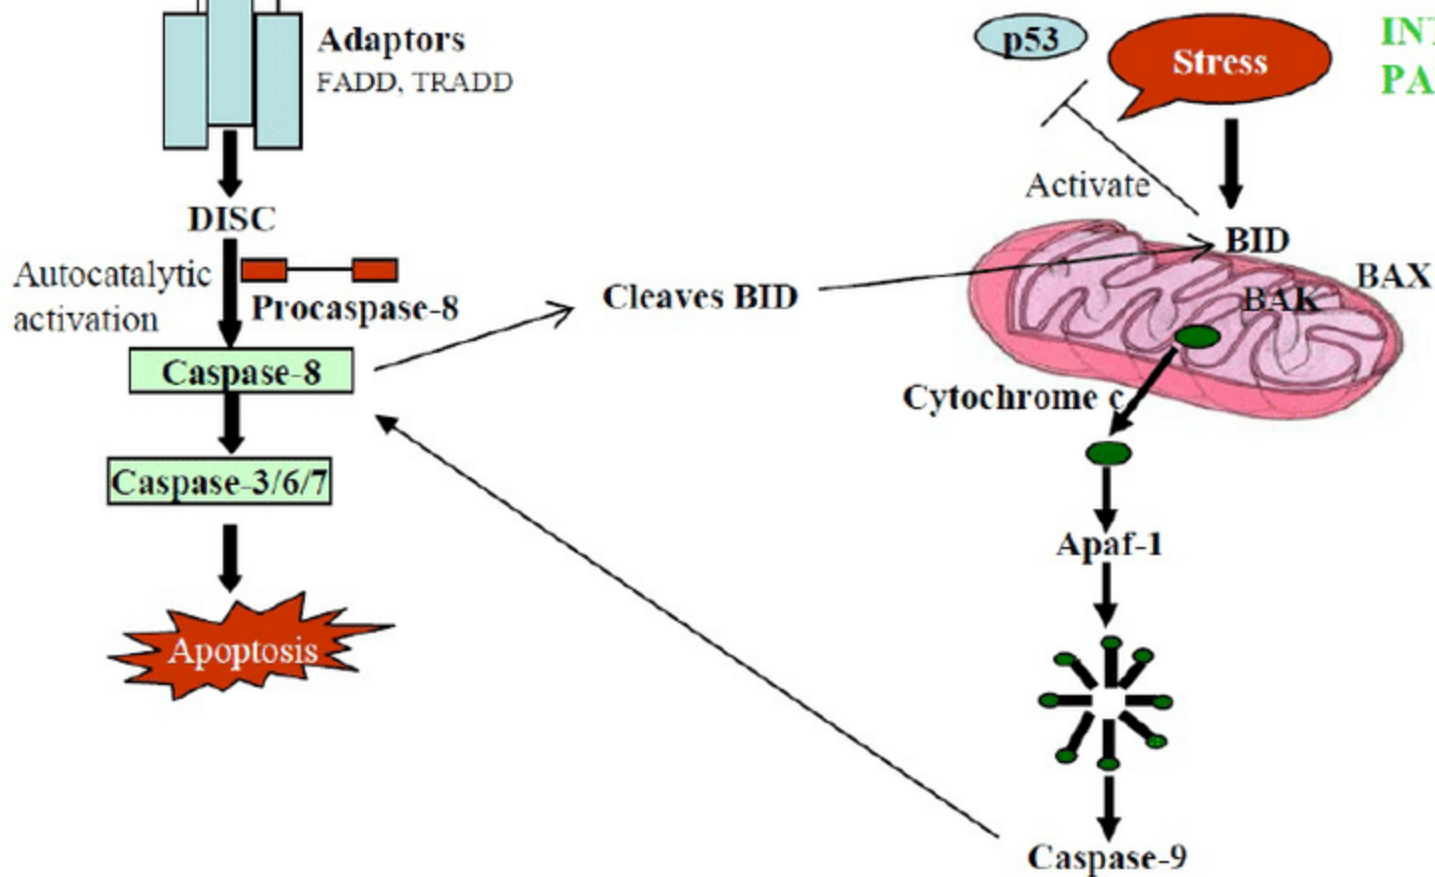 Adaptors
FADD, TRADD
DISC
Autocatalytic
activation
Procaspase-8
Caspase-8
Caspase-3/6/7
Apoptosis
Cleaves BID
p53
Stress
Activate
BID
BAX
BAK
Cytochrome c
Apaf-1
Caspase-9